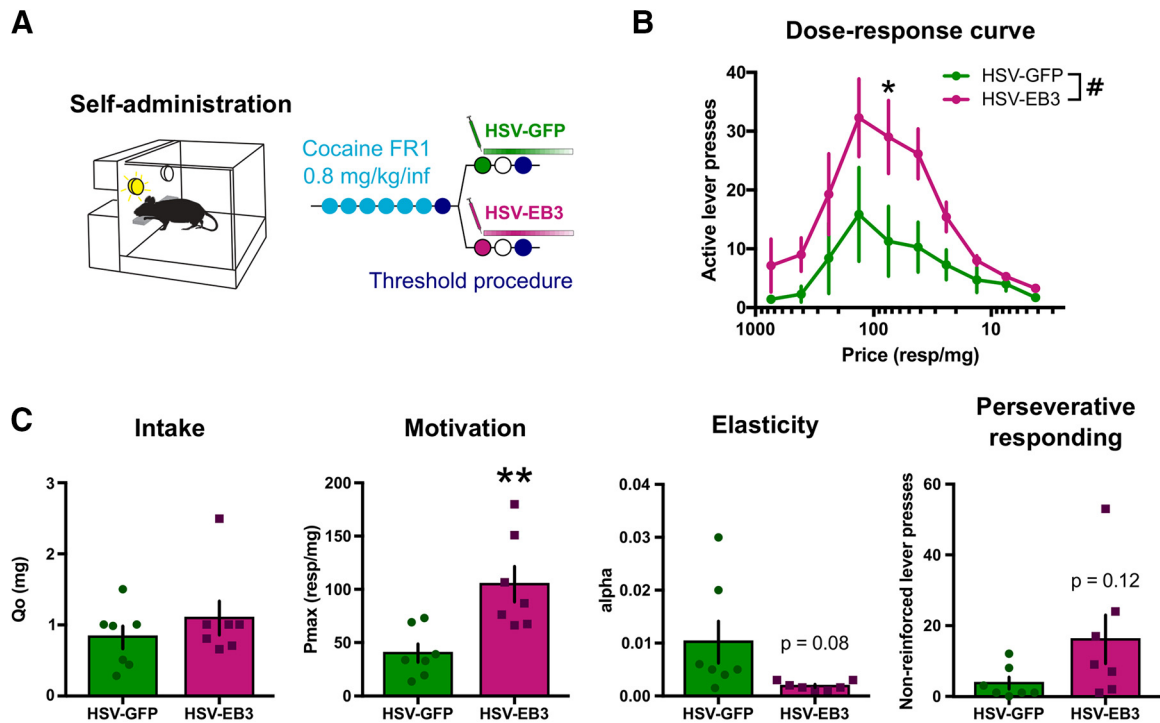 A
Self-administration
Cocaine FR1
0.8 mg/kg/inf
HSV-GFP
HSV-EB3
Threshold procedure
B
Dose-response curve
HSV-GFP
HSV-EB3
#
*
Active lever presses
40
30
20
10
0
1000
100
10
Price (resp/mg)
C
Intake
Qo (mg)
3
2
1
0
HSV-GFP
HSV-EB3
Motivation
**
Pmax (resp/mg)
200
150
100
50
0
HSV-GFP
HSV-EB3
Elasticity
alpha
0.04
0.03
0.02
0.01
0.00
p = 0.08
HSV-GFP
HSV-EB3
Perseverative
responding
Non-reinforced lever presses
60
40
20
0
p = 0.12
HSV-GFP
HSV-EB3